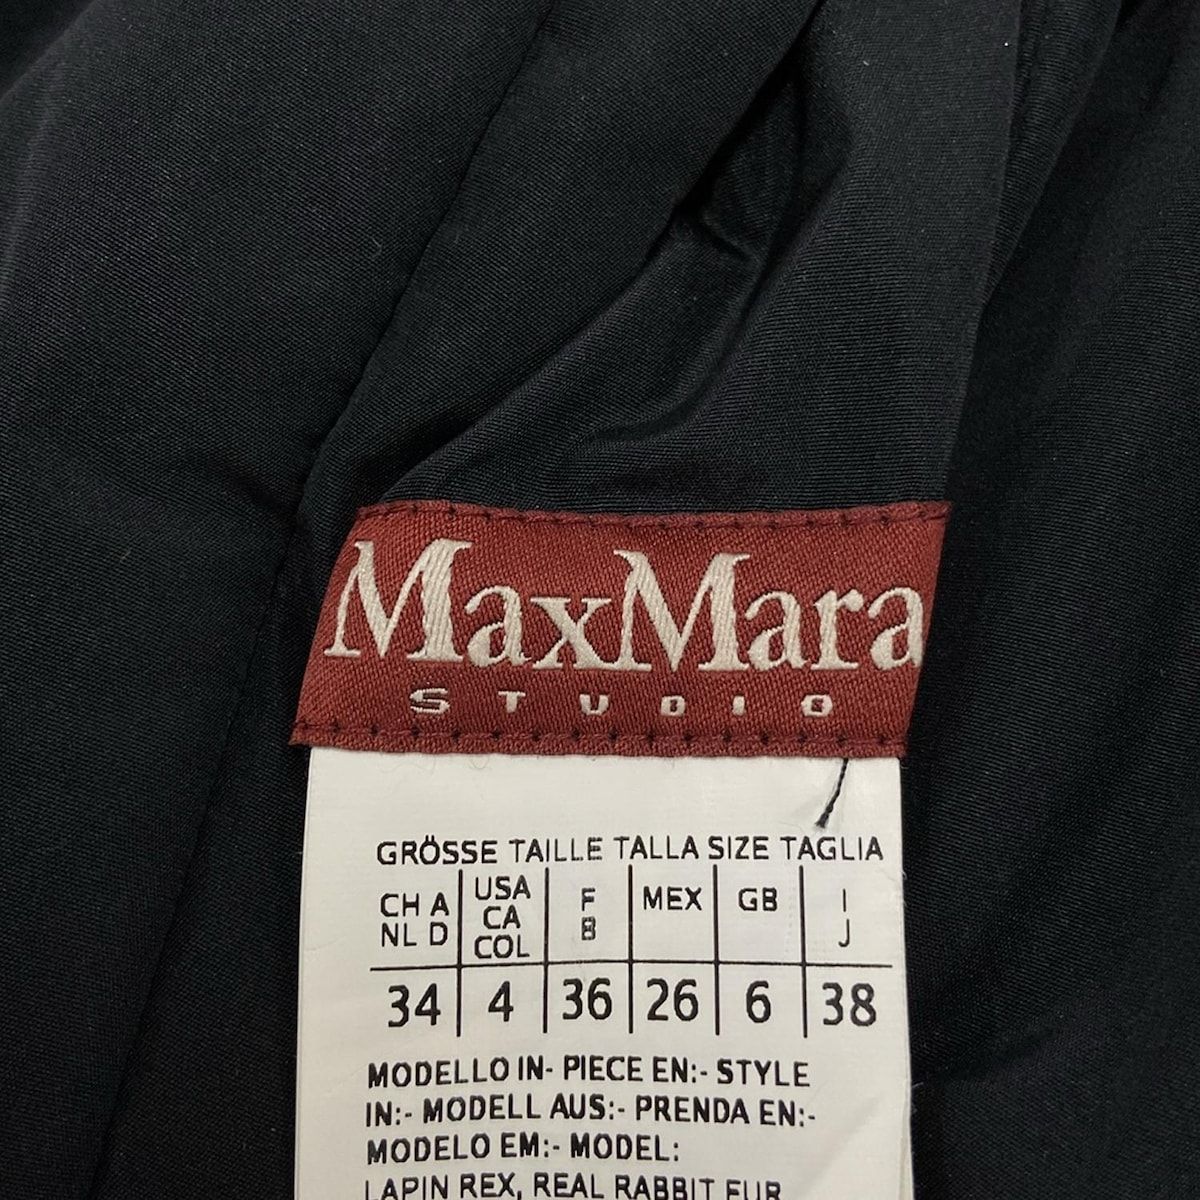 MaxMara
STUDIO
GRÖSSE TAILLE TALLA SIZE TAGLIA
CH A NL D | USA CA COL | F B | MEX | GB | I J
34 | 4 | 36 | 26 | 6 | 38
MODELLO IN- PIECE EN:- STYLE
IN:- MODELL AUS:- PRENDA EN:-
MODELO EM:- MODEL:
LAPIN REX, REAL RABBIT FUR